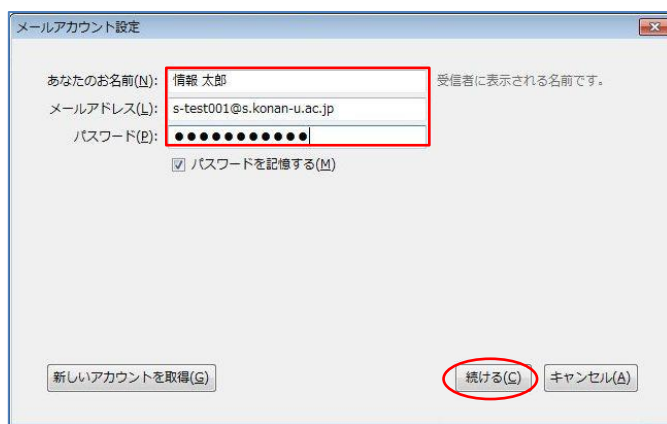 メールアカウント設定
あなたのお名前(N): 情報 太郎 受信者に表示される名前です。
メールアドレス(L): s-test001@s.konan-u.ac.jp
パスワード(P): ●●●●●●●●●●●
パスワードを記憶する(M)
新しいアカウントを取得(G) 続ける(C) キャンセル(A)